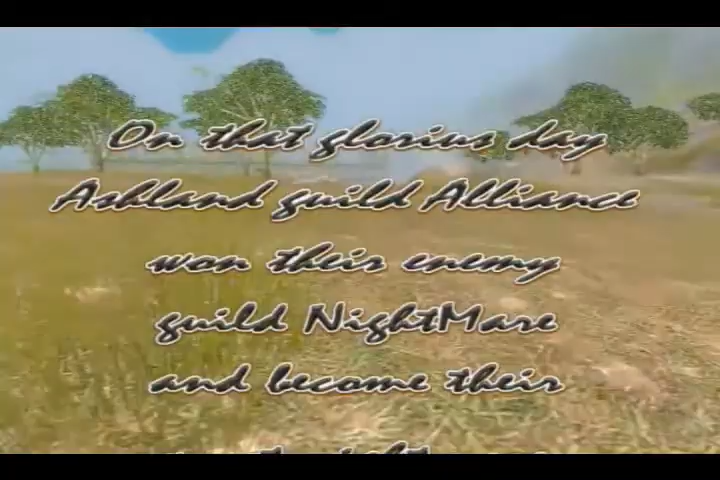 On that glorius day
Ashland guild Alliance
won their enemy
guild NightMare
and become their